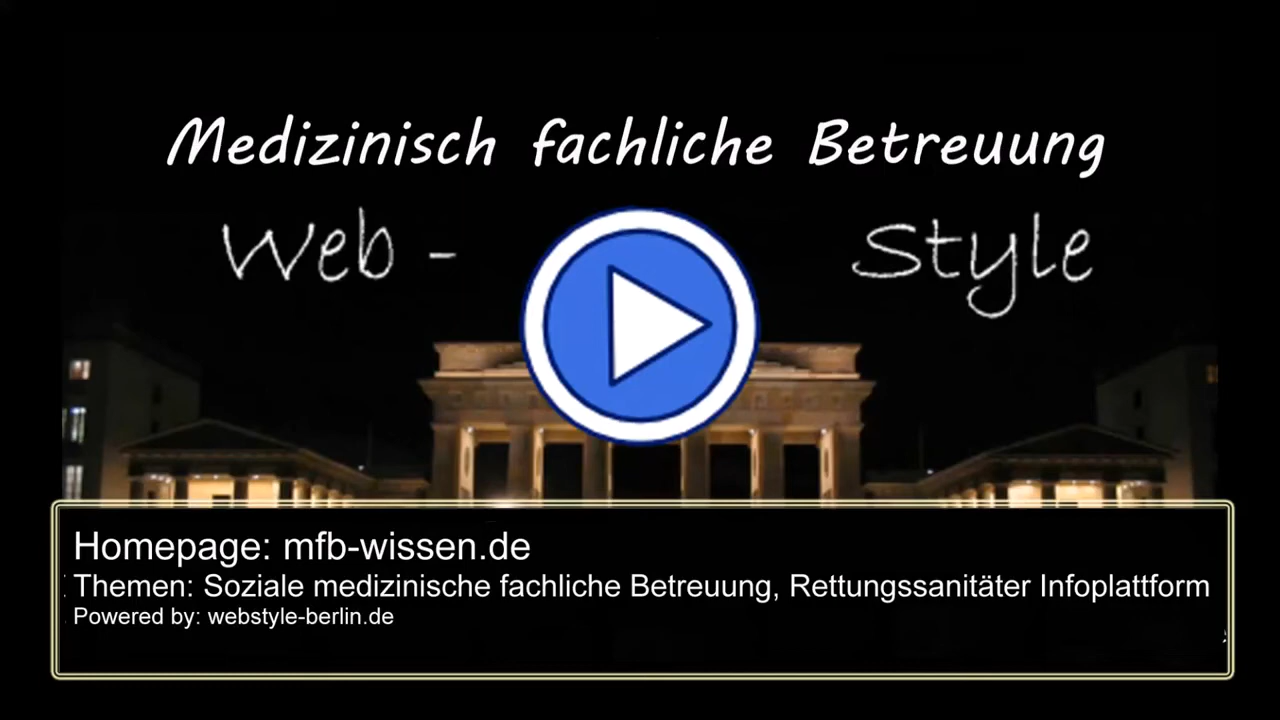 Medizinisch fachliche Betreuung
Web - Style
Homepage: mfb-wissen.de
Themen: Soziale medizinische fachliche Betreuung, Rettungssanitäter Infoplattform
Powered by: webstyle-berlin.de